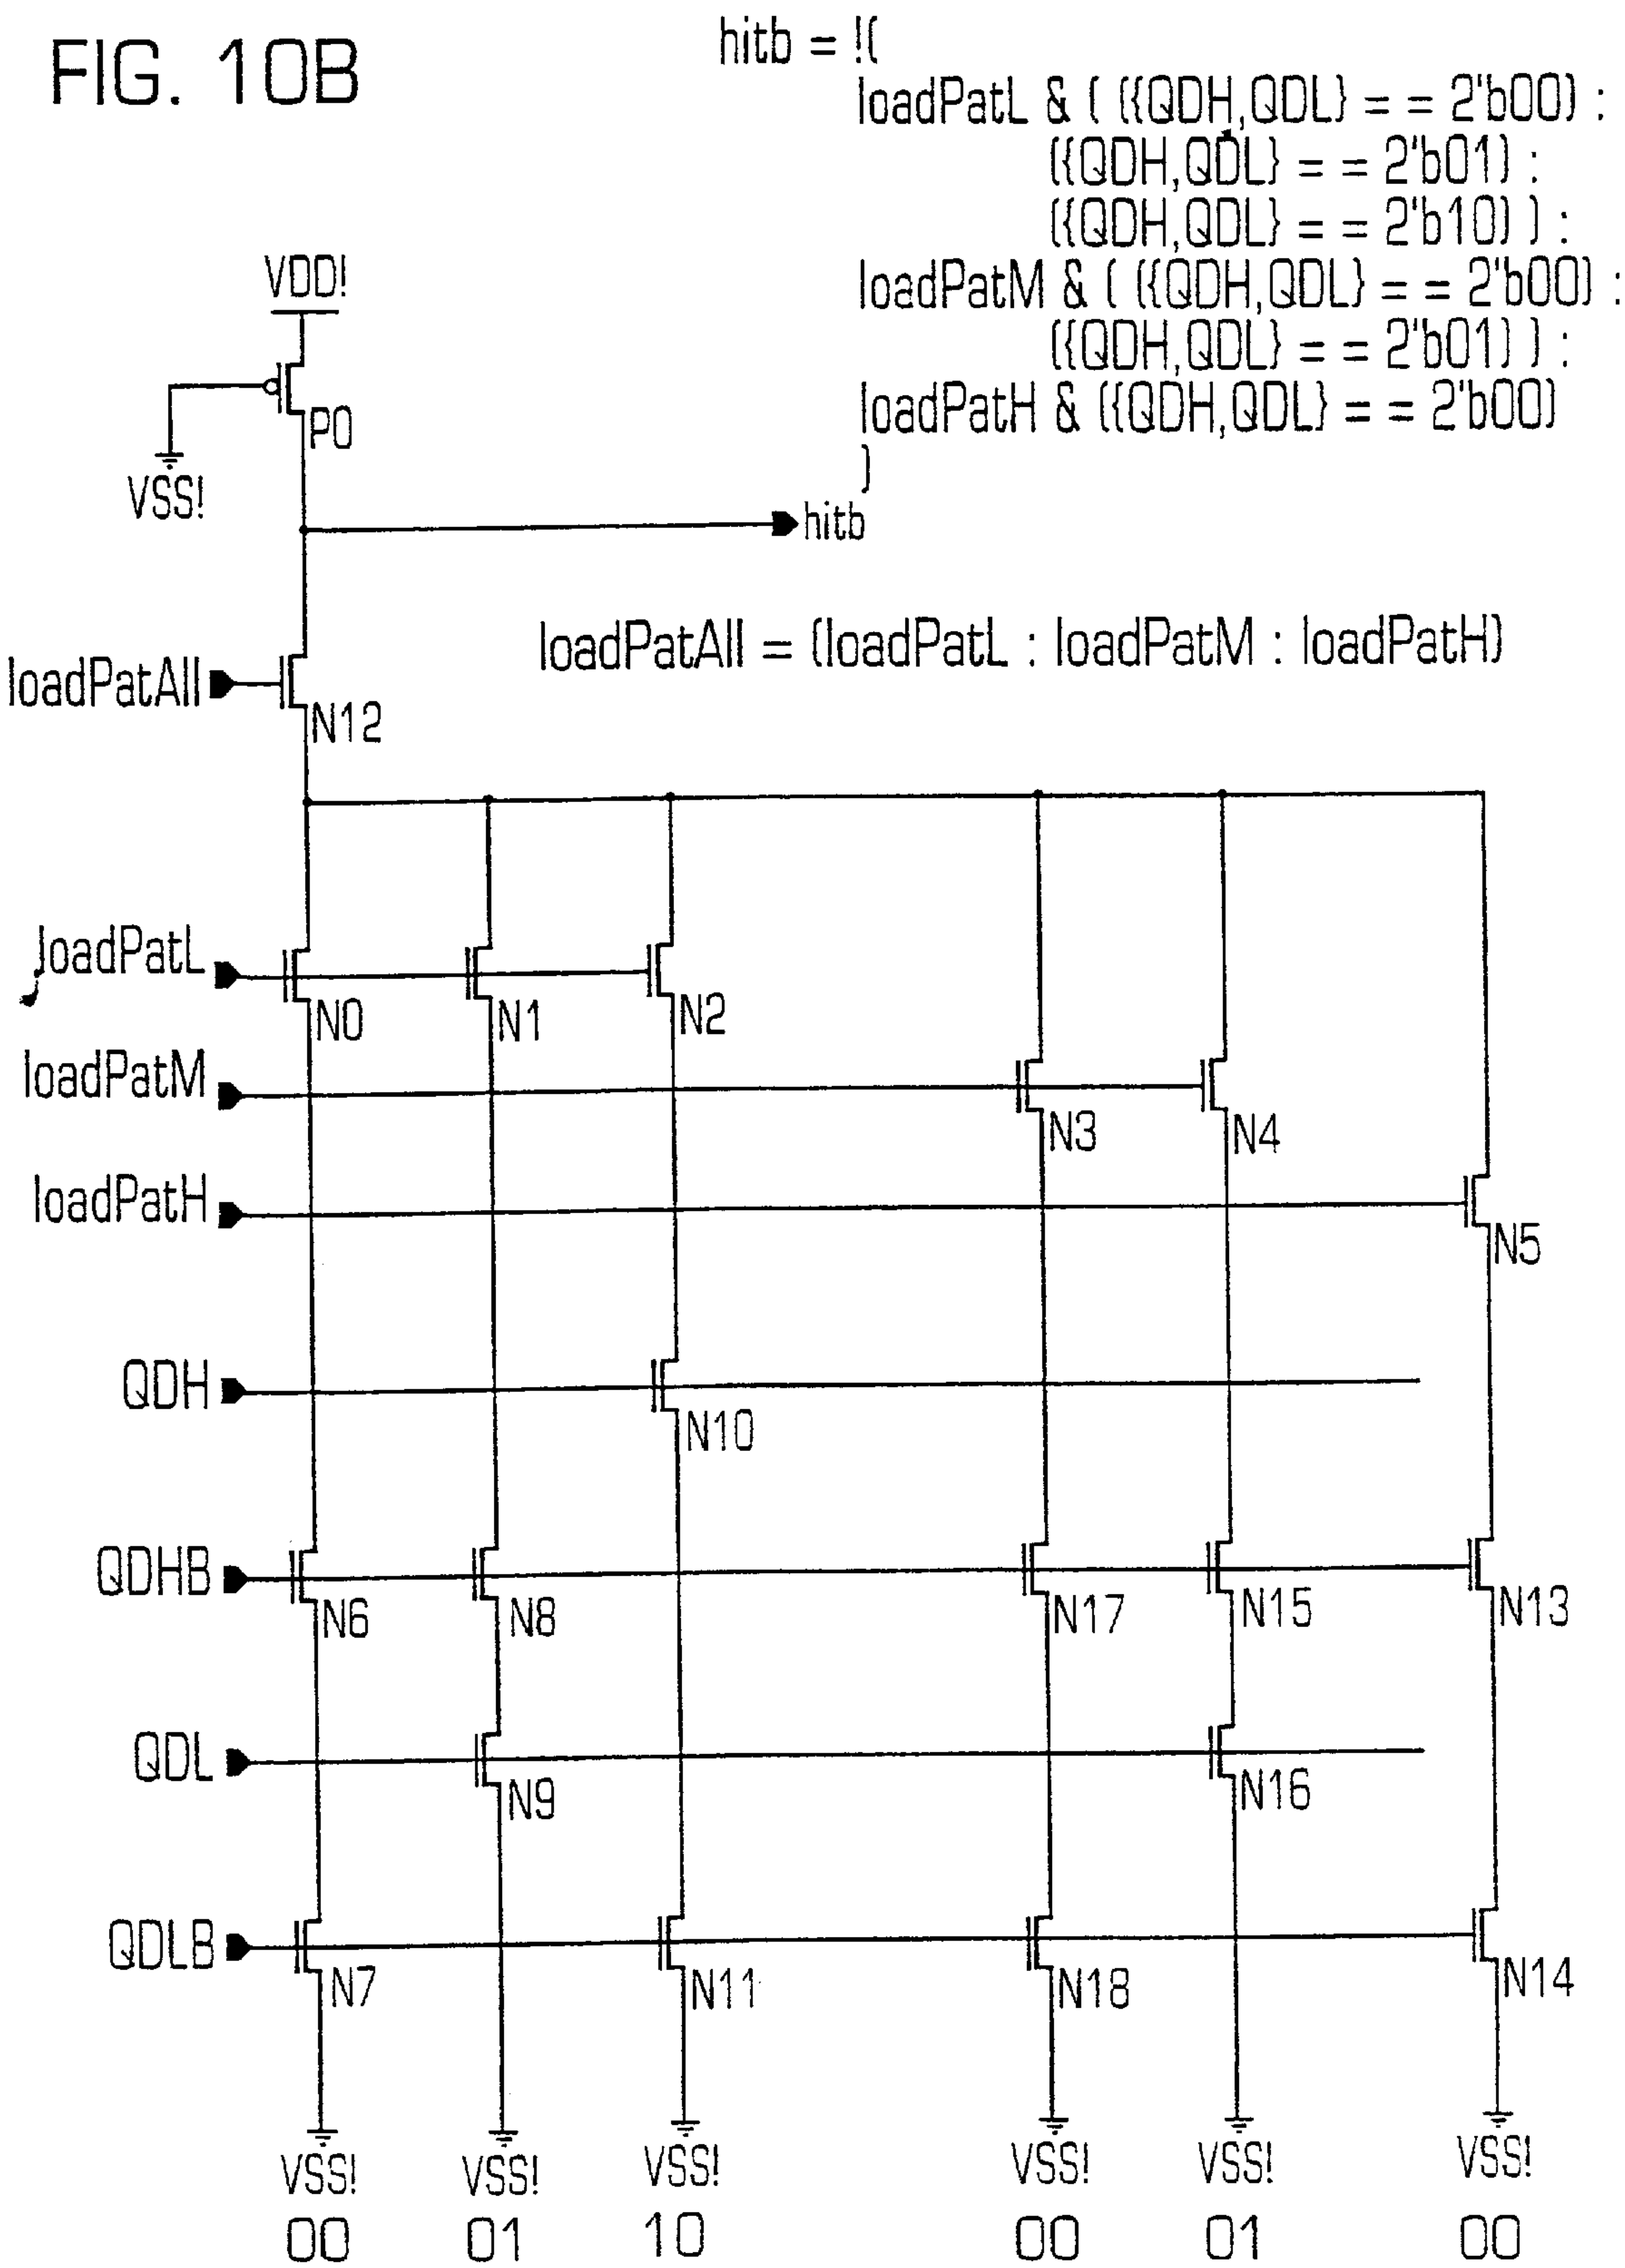 FIG. 10B
hitb = !(
loadPatL & ( ({QDH,QDL} = = 2'b00) :
({QDH,QDL} = = 2'b01) :
({QDH,QDL} = = 2'b10) ) :
loadPatM & ( ({QDH,QDL} = = 2'b00) :
({QDH,QDL} = = 2'b01) ) :
loadPatH & ({QDH,QDL} = = 2'b00)
)
VDD!
P0
VSS!
hitb
loadPatAll = (loadPatL : loadPatM : loadPatH)
loadPatAll
N12
loadPatL
N0 N1 N2
loadPatM
N3 N4
loadPatH
N5
QDH
N10
QDHB
N6 N8 N17 N15 N13
QDL
N9 N16
QDLB
N7 N11 N18 N14
VSS! VSS! VSS! VSS! VSS! VSS!
00 01 10 00 01 00